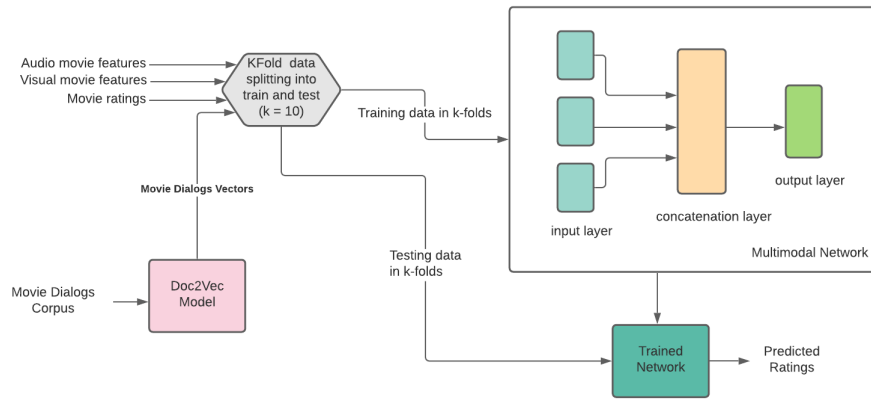 Audio movie features
Visual movie features
Movie ratings
KFold data
splitting into
train and test
(k = 10)
Training data in k-folds
Movie Dialogs Vectors
Movie Dialogs
Corpus
Doc2Vec
Model
Testing data
in k-folds
input layer
concatenation layer
output layer
Multimodal Network
Trained
Network
Predicted
Ratings